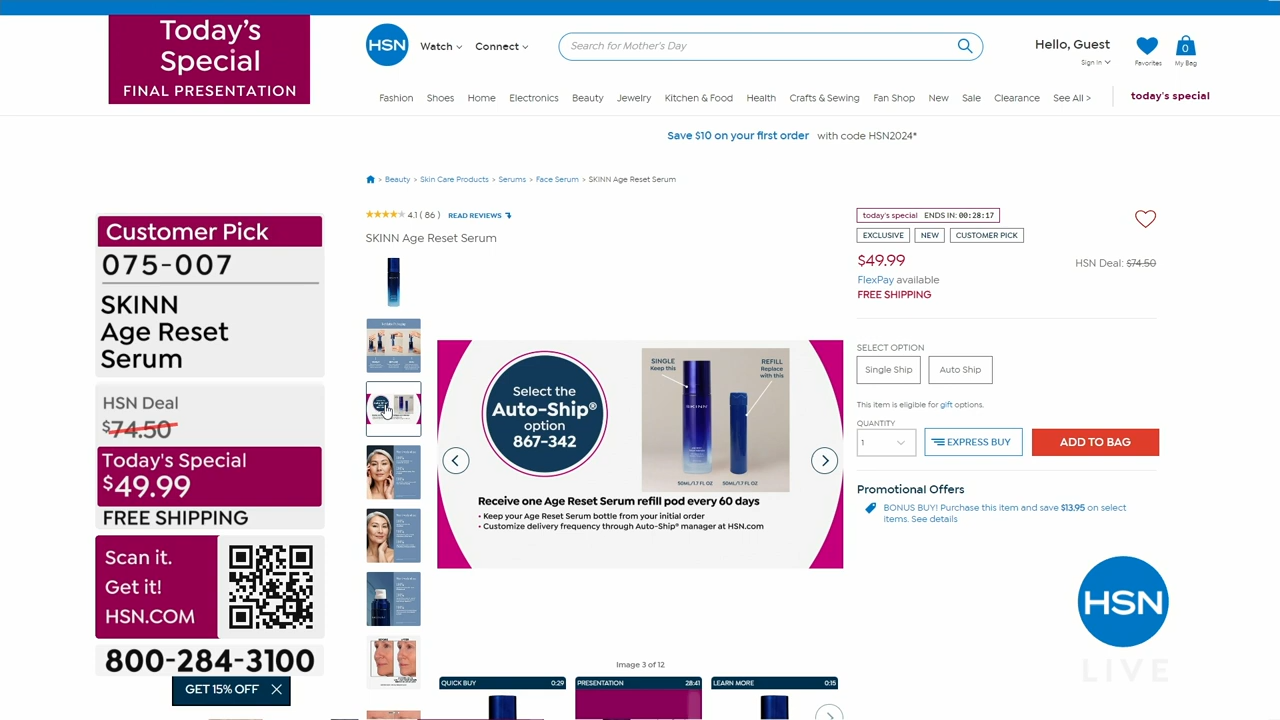 Today's
Special
FINAL PRESENTATION
HSN
Watch
Connect
Search for Mother's Day
Hello, Guest
Sign In
Favorites
0
My Bag
Fashion
Shoes
Home
Electronics
Beauty
Jewelry
Kitchen & Food
Health
Crafts & Sewing
Fan Shop
New
Sale
Clearance
See All >
today's special
Save $10 on your first order with code HSN2024*
> Beauty > Skin Care Products > Serums > Face Serum > SKINN Age Reset Serum
4.1 ( 86 ) READ REVIEWS
SKINN Age Reset Serum
Customer Pick
075-007
SKINN
Age Reset
Serum
HSN Deal
$74.50
Today's Special
$49.99
FREE SHIPPING
Scan it.
Get it!
HSN.COM
800-284-3100
GET 15% OFF
Select the
Auto-Ship®
option
867-342
SINGLE
Keep this
REFILL
Replace
with this
SKINN
50ML/1.7 FL OZ
50ML/1.7 FL OZ
Receive one Age Reset Serum refill pod every 60 days
• Keep your Age Reset Serum bottle from your initial order
• Customize delivery frequency through Auto-Ship® manager at HSN.com
Image 3 of 12
QUICK BUY 0:29
PRESENTATION 28:41
LEARN MORE 0:15
today's special ENDS IN: 00:28:17
EXCLUSIVE
NEW
CUSTOMER PICK
$49.99
HSN Deal: $74.50
FlexPay available
FREE SHIPPING
SELECT OPTION
Single Ship
Auto Ship
This item is eligible for gift options.
QUANTITY
1
EXPRESS BUY
ADD TO BAG
Promotional Offers
BONUS BUY! Purchase this item and save $13.95 on select
items. See details
HSN
LIVE